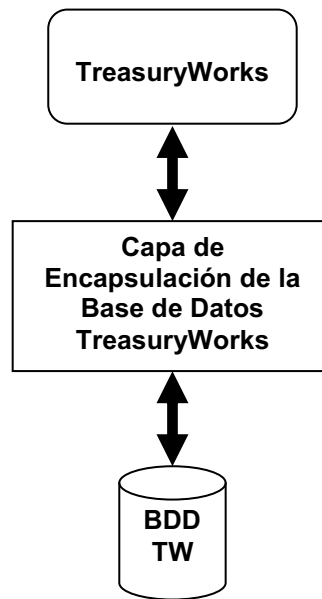 TreasuryWorks
Capa de
Encapsulación de la
Base de Datos
TreasuryWorks
BDD
TW